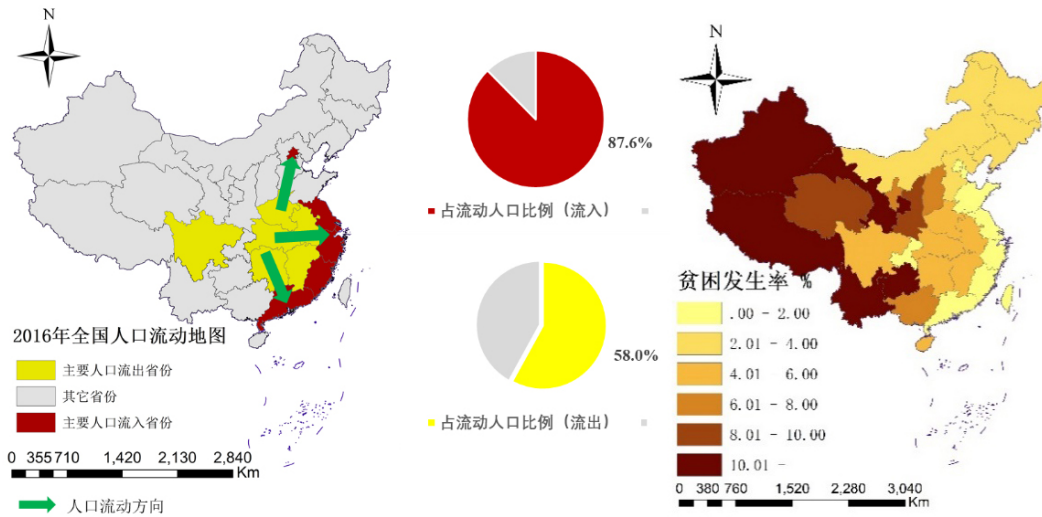 N
2016年全国人口流动地图
主要人口流出省份
其它省份
主要人口流入省份
0 355 710 1,420 2,130 2,840
Km
人口流动方向
87.6%
占流动人口比例（流入）
58.0%
占流动人口比例（流出）
N
贫困发生率 %
.00 - 2.00
2.01 - 4.00
4.01 - 6.00
6.01 - 8.00
8.01 - 10.00
10.01 -
0 380 760 1,520 2,280 3,040
Km